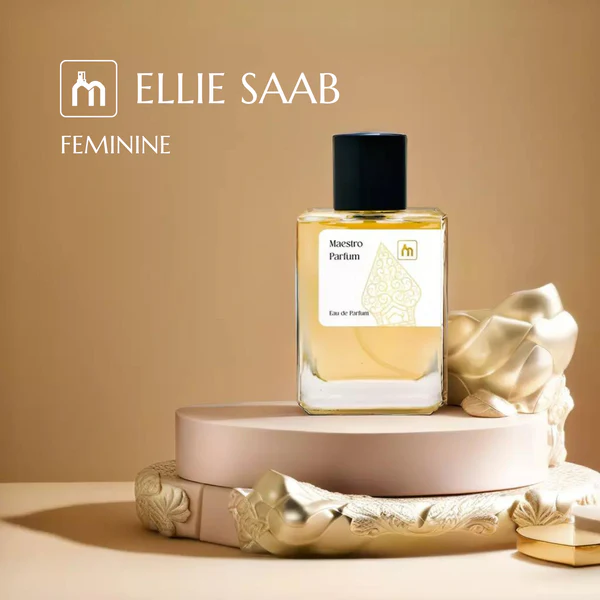 ELLIE SAAB
FEMININE
Maestro
Parfum
Eau de Parfum